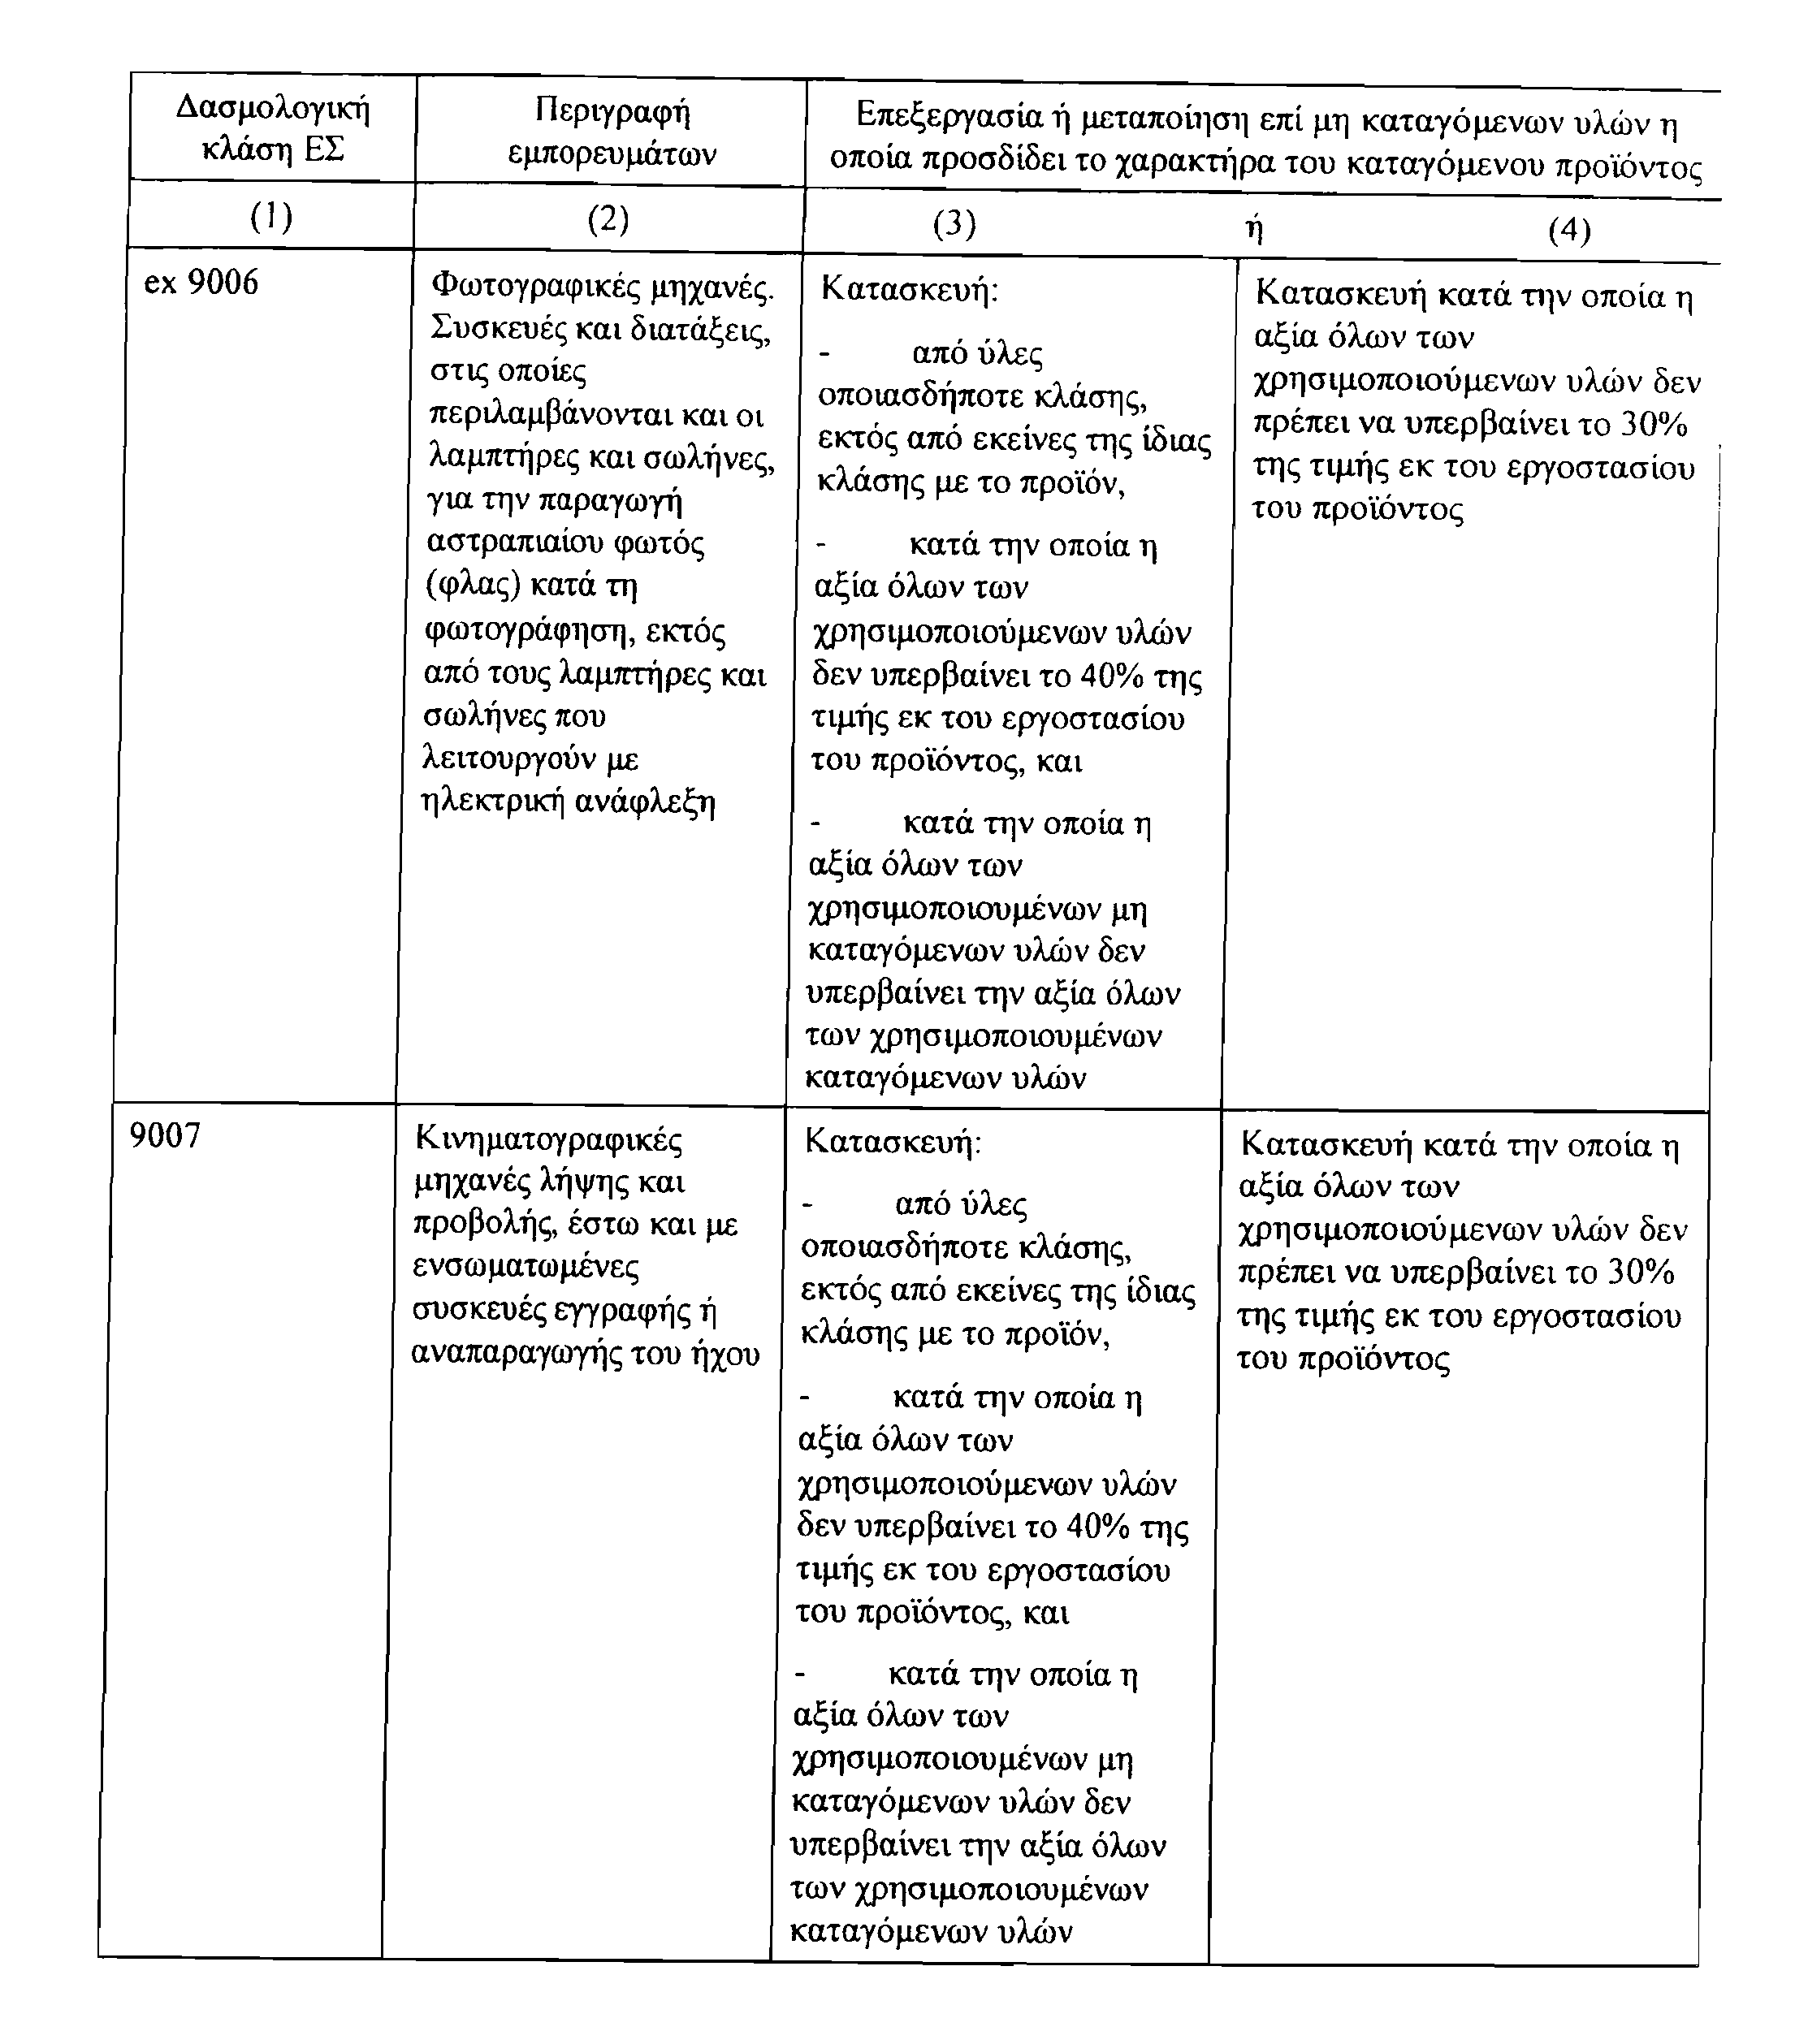 Δασμολογική
κλάση ΕΣ
Περιγραφή
εμπορευμάτων
Επεξεργασία ή μεταποίηση επί μη καταγόμενων υλών η
οποία προσδίδει το χαρακτήρα του καταγόμενου προϊόντος
(1)
(2)
(3) ή (4)
ex 9006
Φωτογραφικές μηχανές.
Συσκευές και διατάξεις,
στις οποίες
περιλαμβάνονται και οι
λαμπτήρες και σωλήνες,
για την παραγωγή
αστραπιαίου φωτός
(φλας) κατά τη
φωτογράφηση, εκτός
από τους λαμπτήρες και
σωλήνες που
λειτουργούν με
ηλεκτρική ανάφλεξη
Κατασκευή:
- από ύλες
οποιασδήποτε κλάσης,
εκτός από εκείνες της ίδιας
κλάσης με το προϊόν,
- κατά την οποία η
αξία όλων των
χρησιμοποιούμενων υλών
δεν υπερβαίνει το 40% της
τιμής εκ του εργοστασίου
του προϊόντος, και
- κατά την οποία η
αξία όλων των
χρησιμοποιουμένων μη
καταγόμενων υλών δεν
υπερβαίνει την αξία όλων
των χρησιμοποιουμένων
καταγόμενων υλών
Κατασκευή κατά την οποία η
αξία όλων των
χρησιμοποιούμενων υλών δεν
πρέπει να υπερβαίνει το 30%
της τιμής εκ του εργοστασίου
του προϊόντος
9007
Κινηματογραφικές
μηχανές λήψης και
προβολής, έστω και με
ενσωματωμένες
συσκευές εγγραφής ή
αναπαραγωγής του ήχου
Κατασκευή:
- από ύλες
οποιασδήποτε κλάσης,
εκτός από εκείνες της ίδιας
κλάσης με το προϊόν,
- κατά την οποία η
αξία όλων των
χρησιμοποιούμενων υλών
δεν υπερβαίνει το 40% της
τιμής εκ του εργοστασίου
του προϊόντος, και
- κατά την οποία η
αξία όλων των
χρησιμοποιουμένων μη
καταγόμενων υλών δεν
υπερβαίνει την αξία όλων
των χρησιμοποιουμένων
καταγόμενων υλών
Κατασκευή κατά την οποία η
αξία όλων των
χρησιμοποιούμενων υλών δεν
πρέπει να υπερβαίνει το 30%
της τιμής εκ του εργοστασίου
του προϊόντος